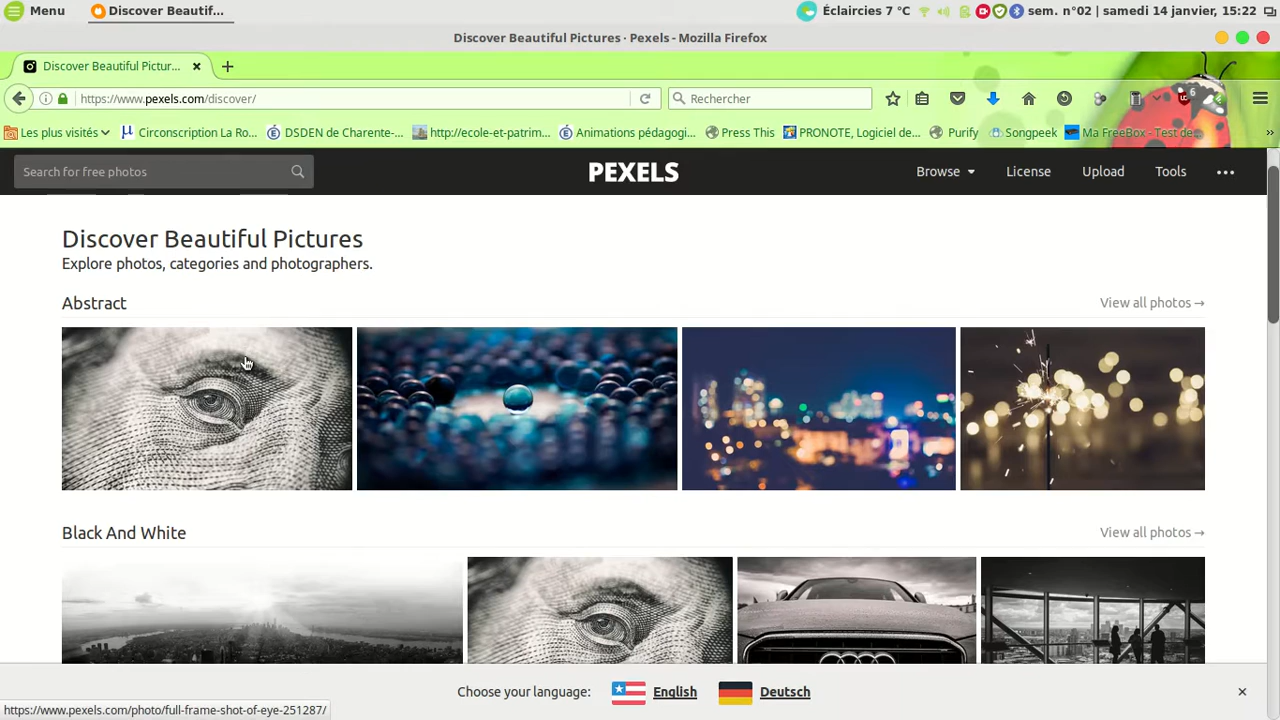 Menu
Discover Beautif...
Éclaircies 7 °C
sem. n°02 | samedi 14 janvier, 15:22
Discover Beautiful Pictures · Pexels - Mozilla Firefox
Discover Beautiful Pictur...
https://www.pexels.com/discover/
Rechercher
6
Les plus visités
Circonscription La Ro...
DSDEN de Charente-...
http://ecole-et-patrim...
Animations pédagogi...
Press This
PRONOTE, Logiciel de...
Purify
Songpeek
Ma FreeBox - Test de...
Search for free photos
PEXELS
Browse
License
Upload
Tools
Discover Beautiful Pictures
Explore photos, categories and photographers.
Abstract
View all photos →
Black And White
View all photos →
Choose your language:
English
Deutsch
https://www.pexels.com/photo/full-frame-shot-of-eye-251287/